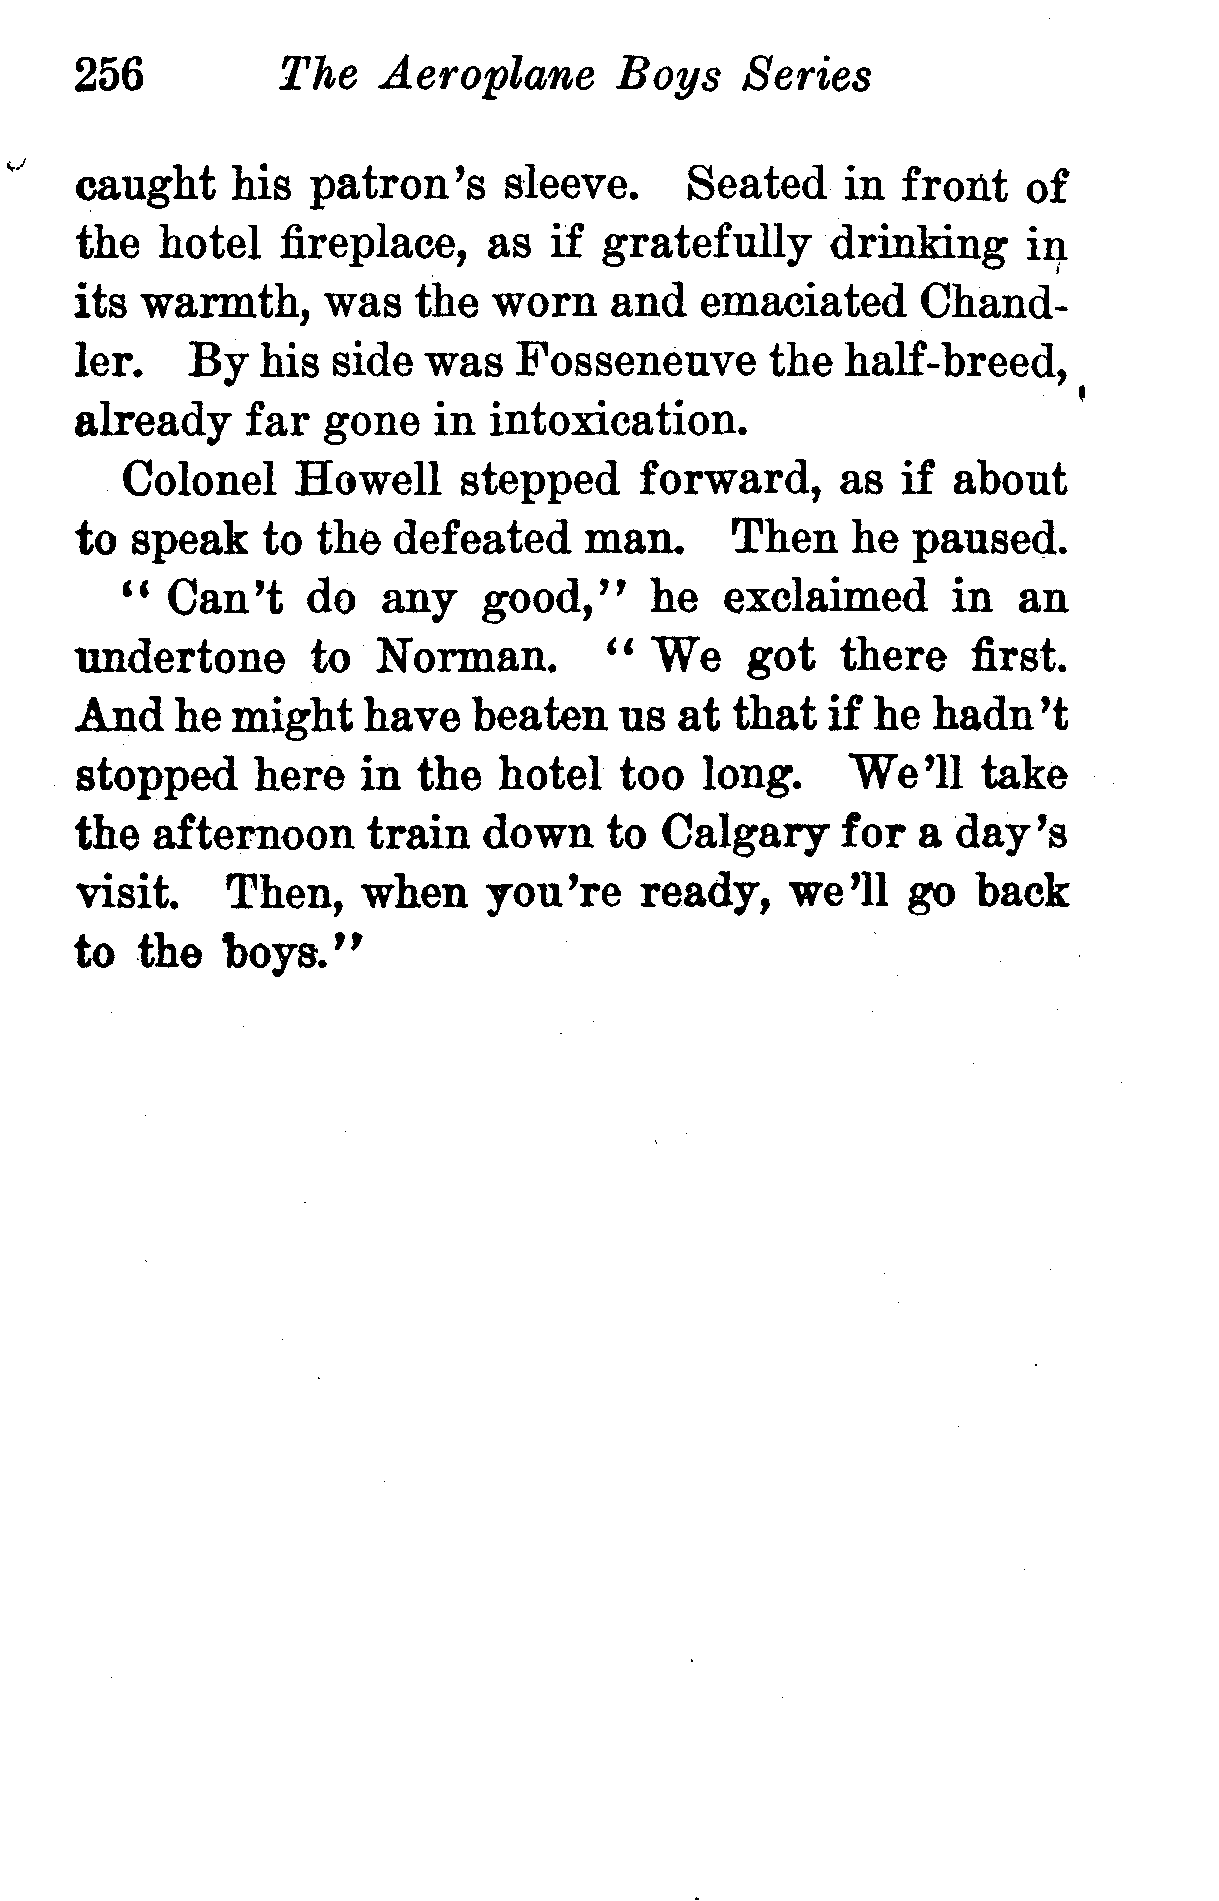 256 The Aeroplane Boys Series
caught his patron's sleeve. Seated in front of
the hotel fireplace, as if gratefully drinking in
its warmth, was the worn and emaciated Chand-
ler. By his side was Fosseneuve the half-breed,
already far gone in intoxication.
Colonel Howell stepped forward, as if about
to speak to the defeated man. Then he paused.
"Can't do any good," he exclaimed in an
undertone to Norman. "We got there first.
And he might have beaten us at that if he hadn't
stopped here in the hotel too long. We'll take
the afternoon train down to Calgary for a day's
visit. Then, when you're ready, we'll go back
to the boys."